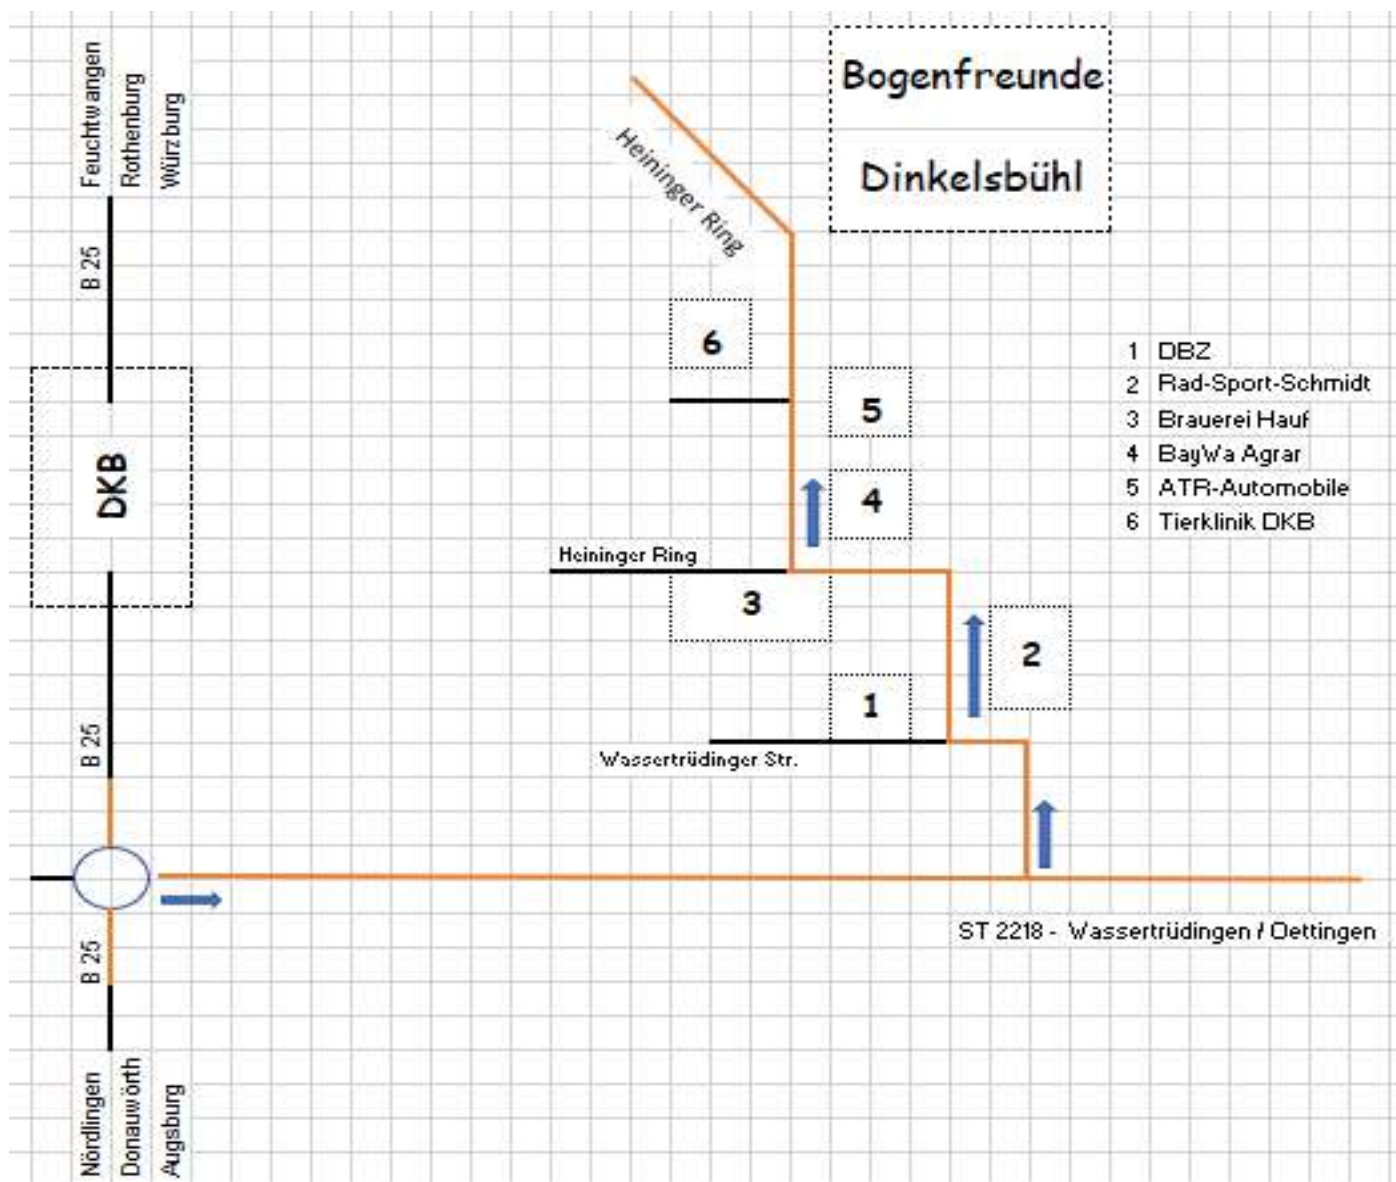 Feuchtwangen
Rothenburg
Würzburg
B 25
DKB
B 25
B 25
Nördlingen
Donauwörth
Augsburg
Heininger Ring
Bogenfreunde
Dinkelsbühl
6
5
4
Heininger Ring
3
2
1
Wassertrüdinger Str.
ST 2218 - Wassertrüdingen / Oettingen
1 DBZ
2 Rad-Sport-Schmidt
3 Brauerei Hauf
4 BayWa Agrar
5 ATR-Automobile
6 Tierklinik DKB